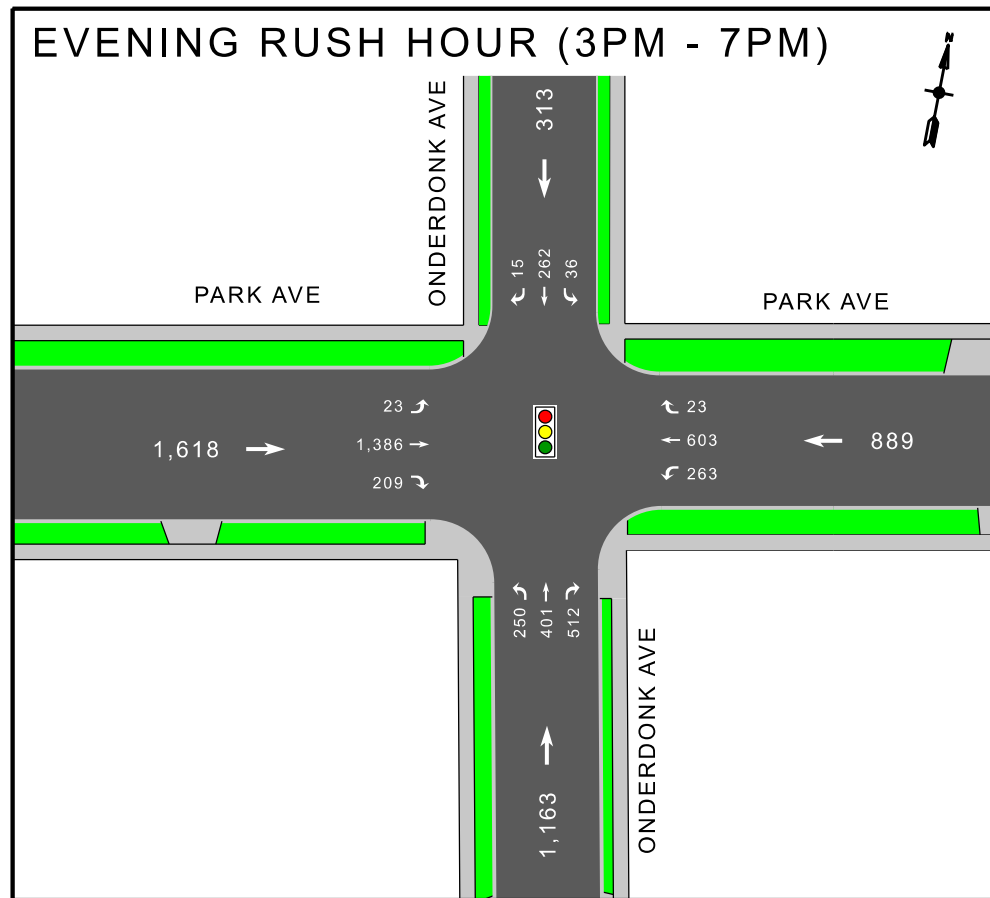 EVENING RUSH HOUR (3PM - 7PM)
N
ONDERDONK AVE
313
15
262
36
PARK AVE
PARK AVE
23
1,386
209
1,618
23
603
263
889
250
401
512
1,163
ONDERDONK AVE